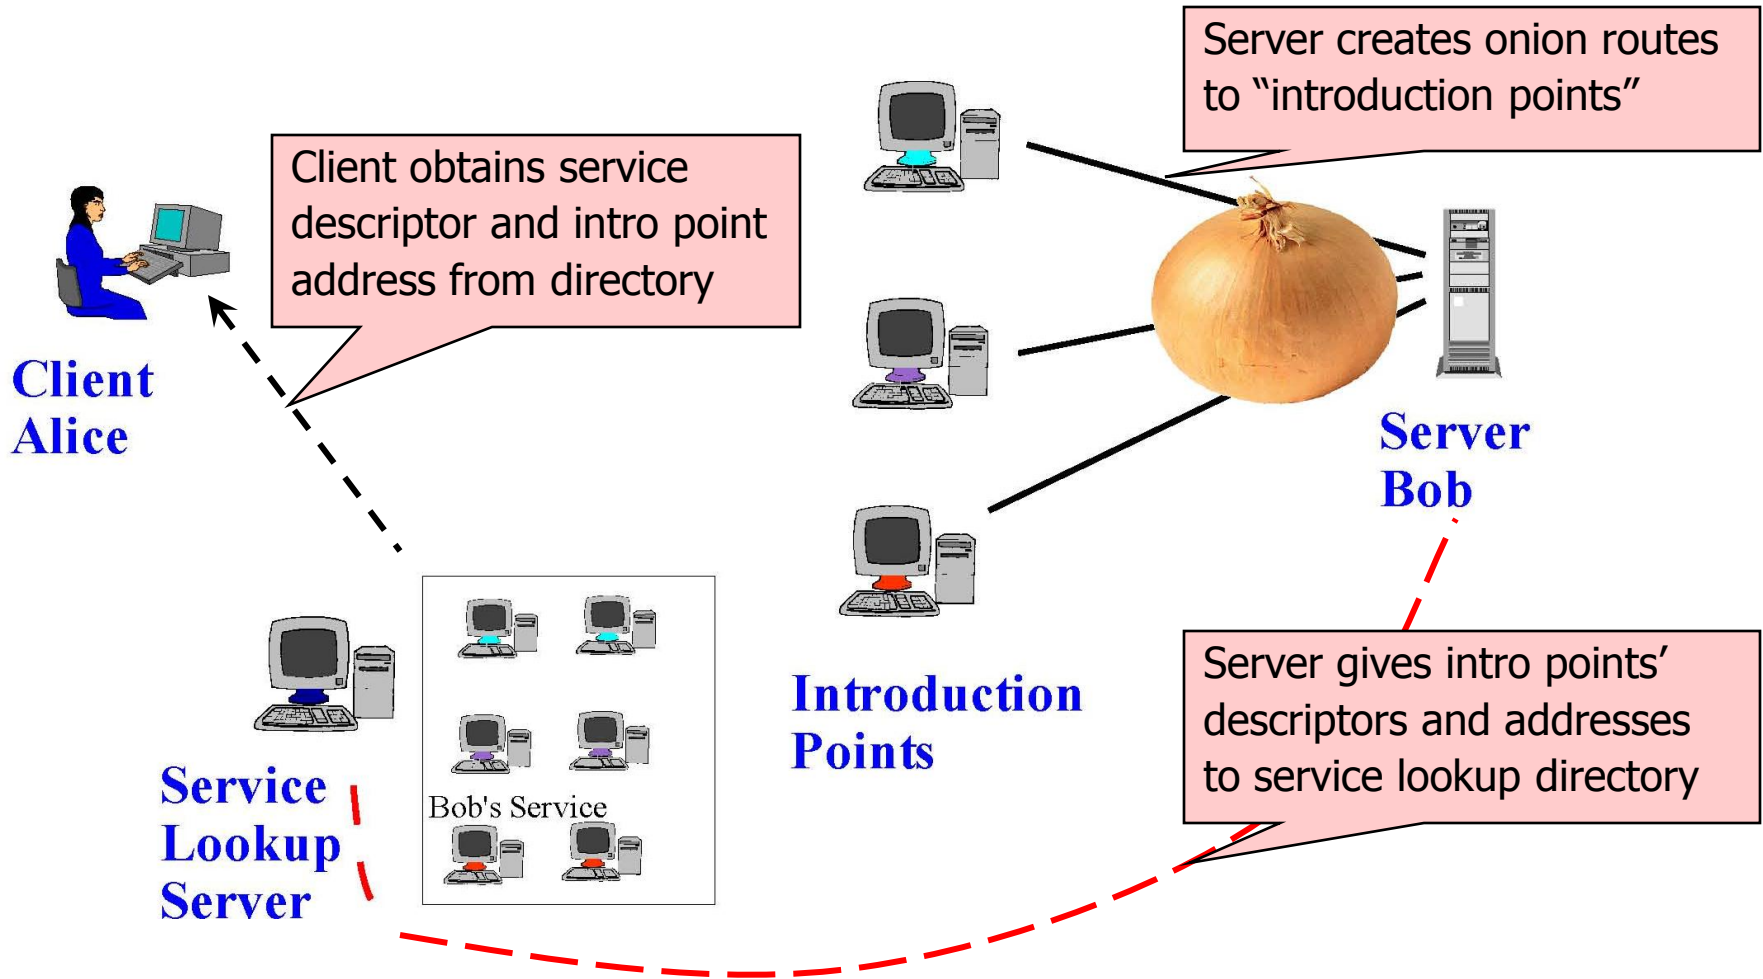 Server creates onion routes
to “introduction points”
Client obtains service
descriptor and intro point
address from directory
Client
Alice
Server
Bob
Introduction
Points
Server gives intro points’
descriptors and addresses
to service lookup directory
Service
Lookup
Server
Bob's Service